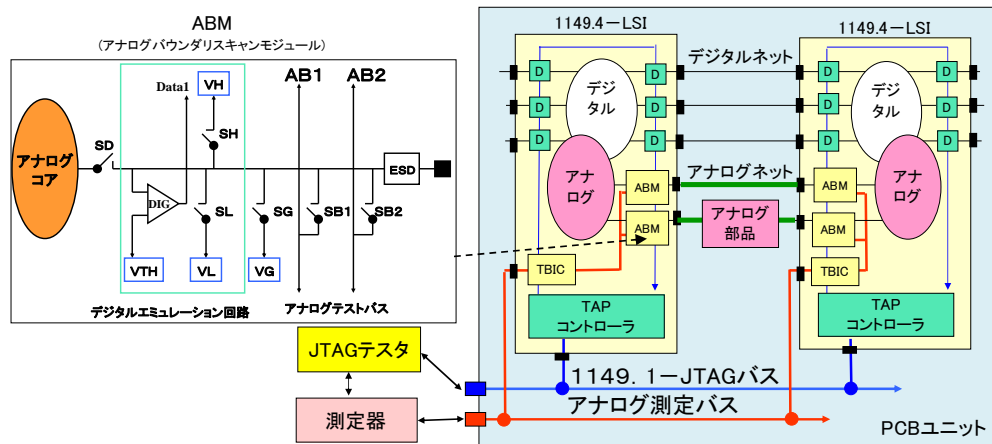 ABM
(アナログバウンダリスキャンモジュール)
アナログ
コア
SD
Data1
VH
SH
AB1
AB2
ESD
DIG
SL
SG
SB1
SB2
VTH
VL
VG
デジタルエミュレーション回路
アナログテストバス
JTAGテスタ
測定器
1149.4-LSI
1149.4-LSI
デジタルネット
D
D
D
D
D
D
デジ
タル
アナ
ログ
ABM
ABM
TBIC
TAP
コントローラ
アナログネット
アナログ
部品
D
D
D
D
D
D
デジ
タル
アナ
ログ
ABM
ABM
TBIC
TAP
コントローラ
1149.1-JTAGバス
アナログ測定バス
PCBユニット